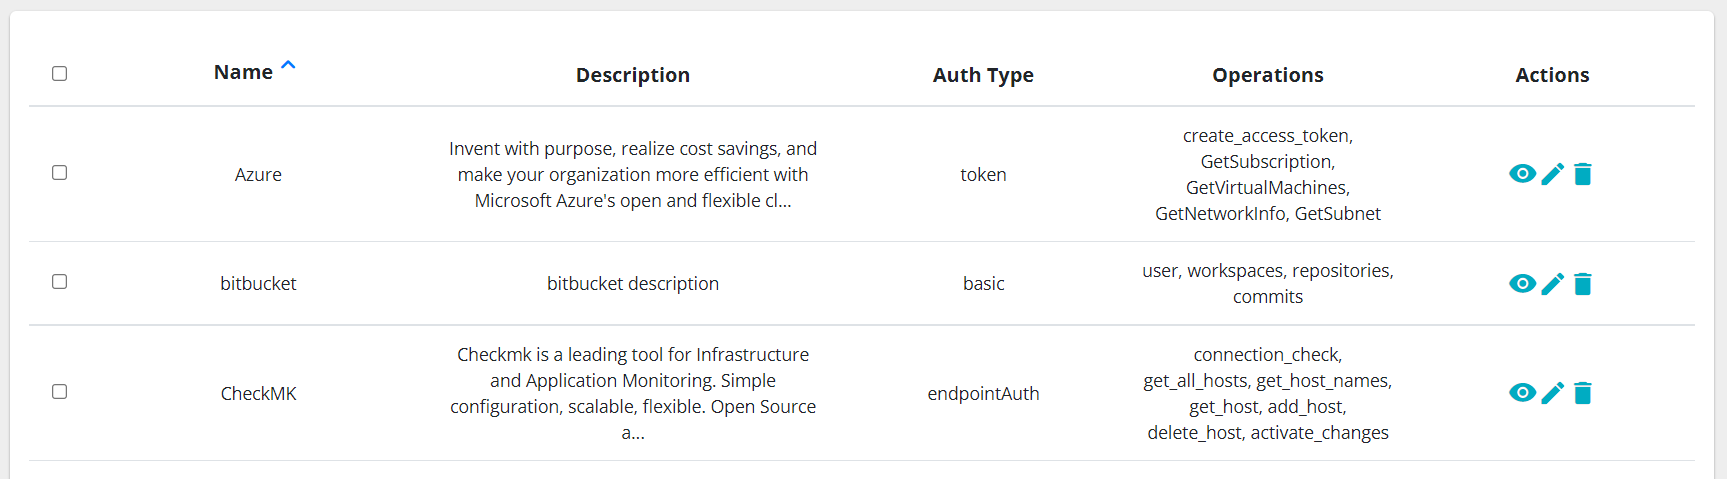 Name Description Auth Type Operations Actions
Azure
Invent with purpose, realize cost savings, and
make your organization more efficient with
Microsoft Azure's open and flexible cl...
token
create_access_token,
GetSubscription,
GetVirtualMachines,
GetNetworkInfo, GetSubnet
bitbucket
bitbucket description
basic
user, workspaces, repositories,
commits
CheckMK
Checkmk is a leading tool for Infrastructure
and Application Monitoring. Simple
configuration, scalable, flexible. Open Source
a...
endpointAuth
connection_check,
get_all_hosts, get_host_names,
get_host, add_host,
delete_host, activate_changes